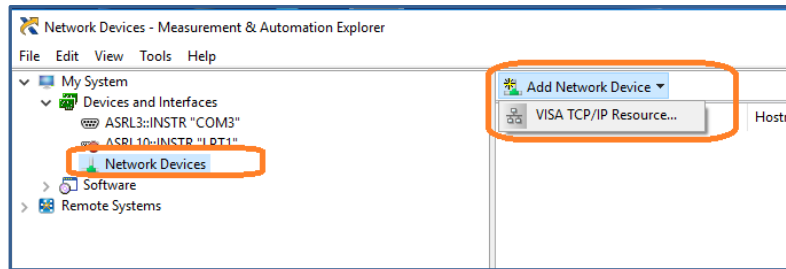 Network Devices - Measurement & Automation Explorer
File Edit View Tools Help
My System
Devices and Interfaces
ASRL3::INSTR "COM3"
ASRL10::INSTR "LPT1"
Network Devices
Software
Remote Systems
Add Network Device
VISA TCP/IP Resource...
Hostn